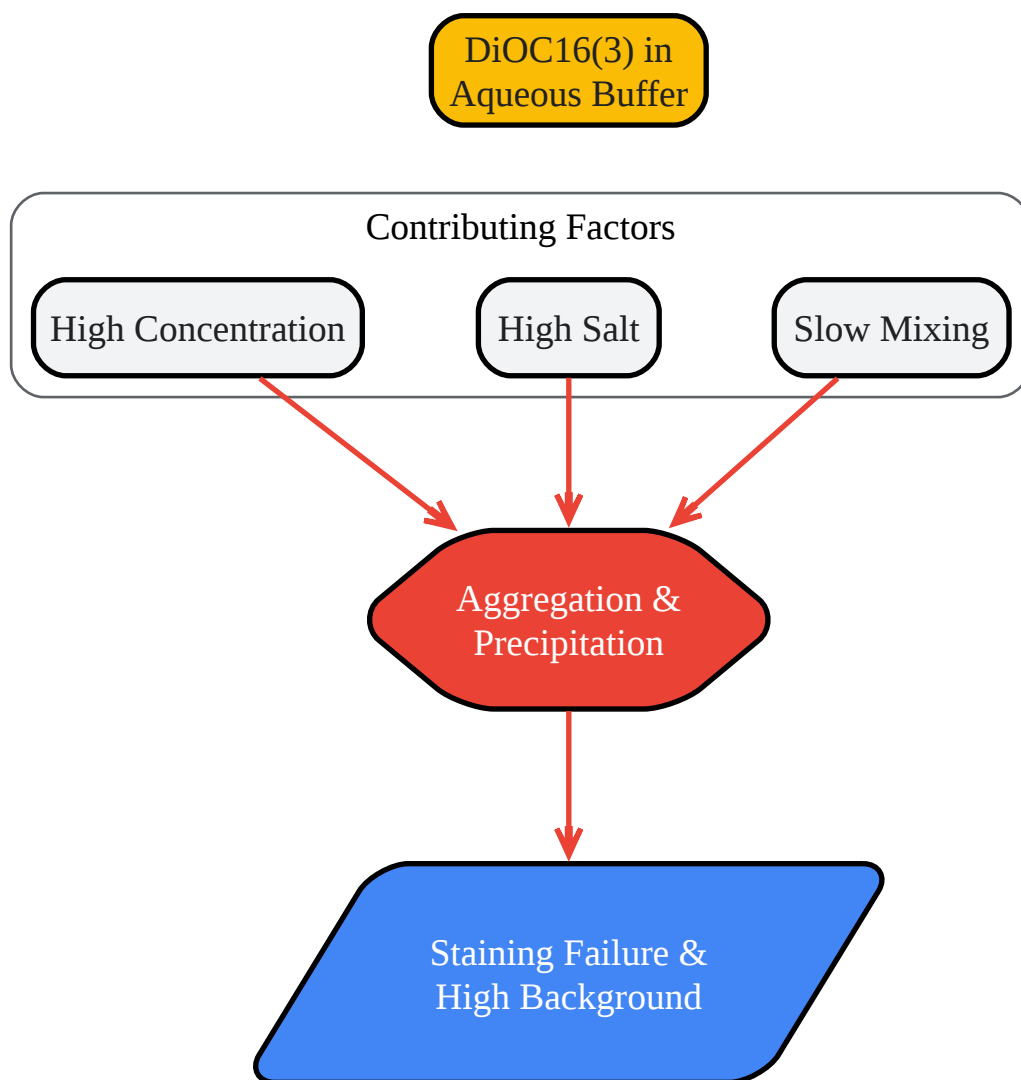 DiOC16(3) in
Aqueous Buffer
Contributing Factors
High Concentration
High Salt
Slow Mixing
Aggregation &
Precipitation
Staining Failure &
High Background